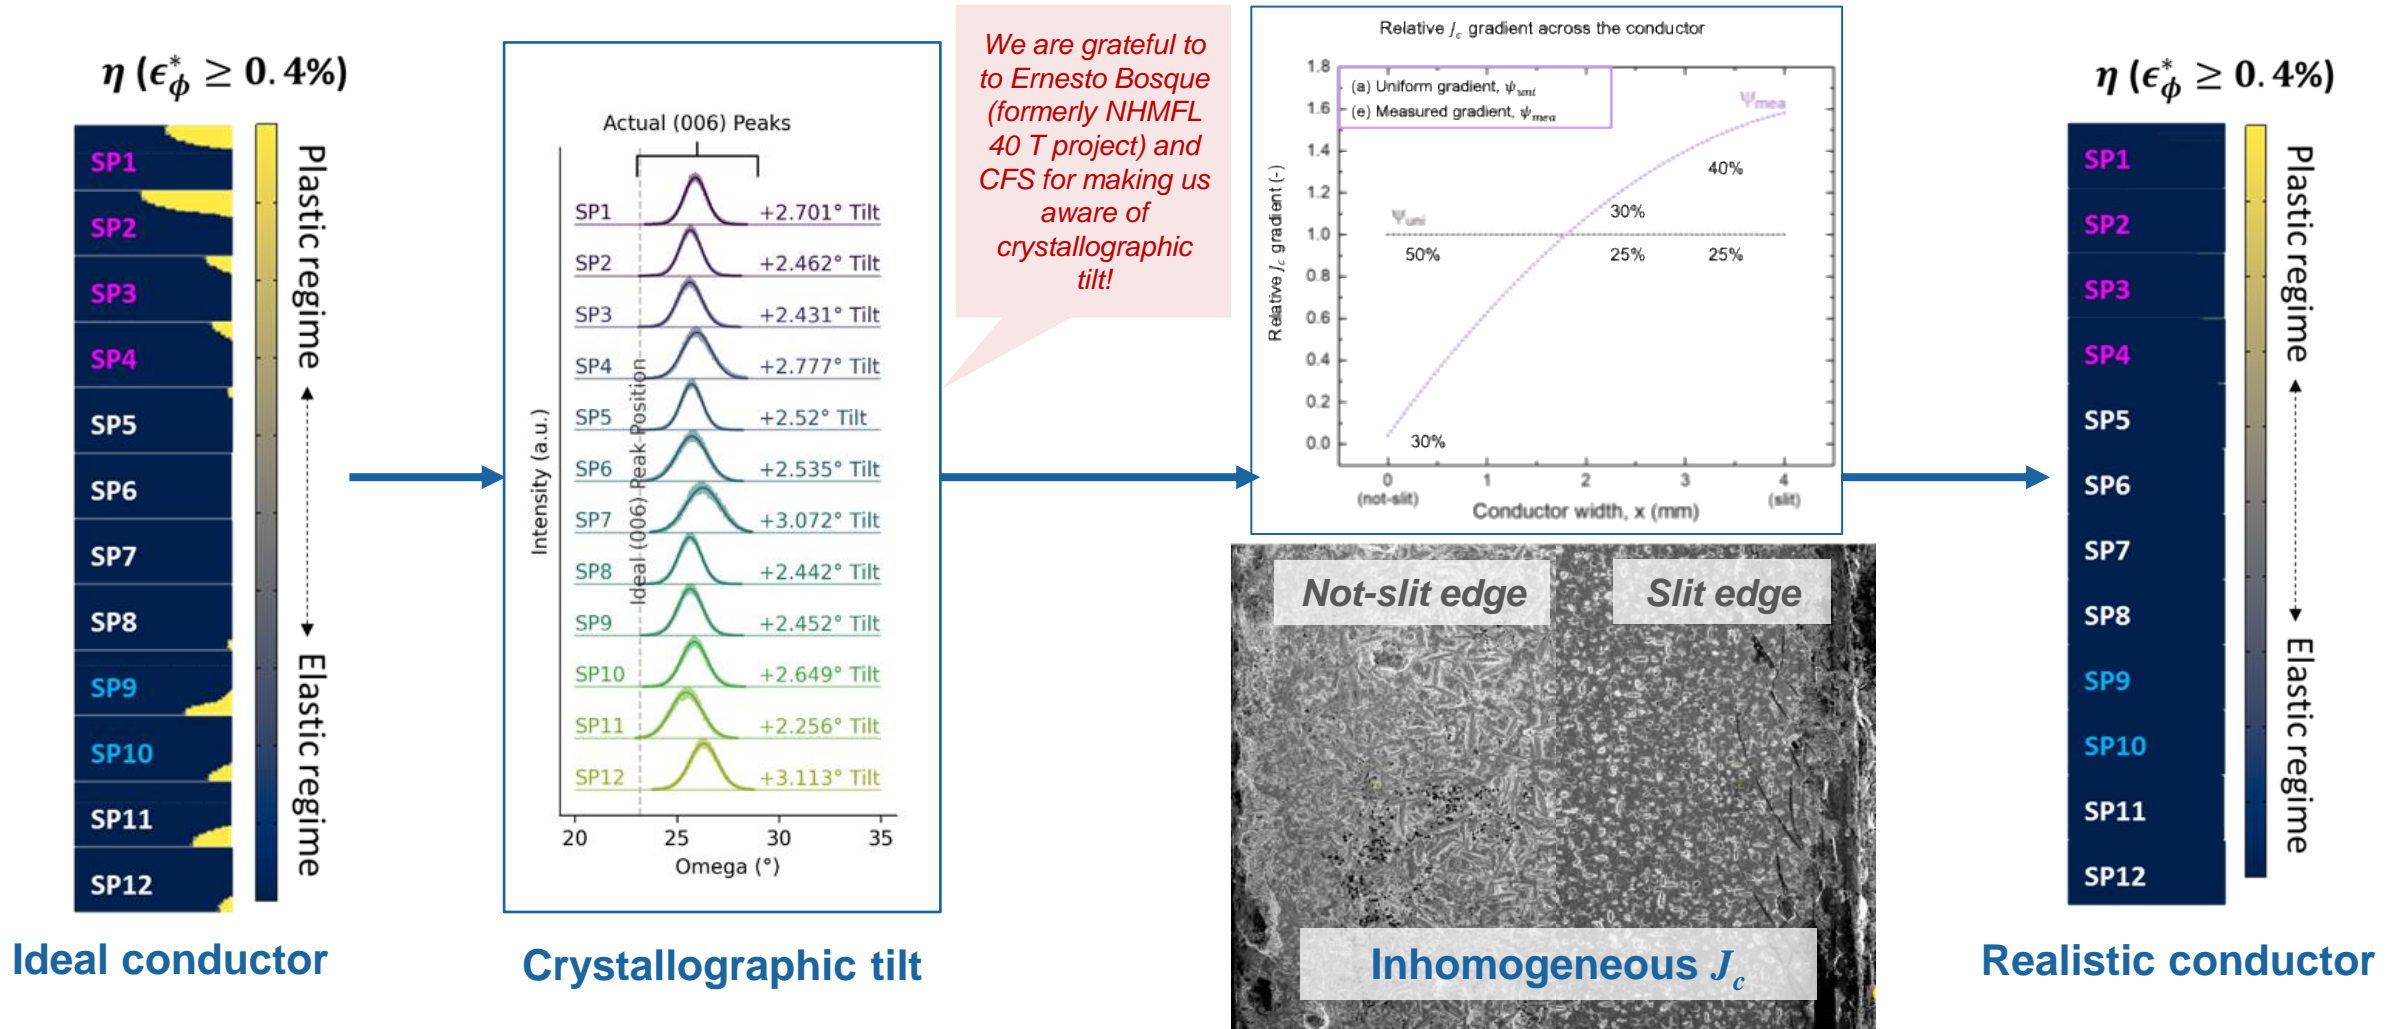 η (ϵ*ϕ ≥ 0.4%)
SP1
SP2
SP3
SP4
SP5
SP6
SP7
SP8
SP9
SP10
SP11
SP12
Plastic regime
Elastic regime
Ideal conductor
Actual (006) Peaks
SP1 +2.701° Tilt
SP2 +2.462° Tilt
SP3 +2.431° Tilt
SP4 +2.777° Tilt
SP5 +2.52° Tilt
SP6 +2.535° Tilt
SP7 +3.072° Tilt
SP8 +2.442° Tilt
SP9 +2.452° Tilt
SP10 +2.649° Tilt
SP11 +2.256° Tilt
SP12 +3.113° Tilt
Ideal (006) Peak Position
Intensity (a.u.)
20 25 30 35
Omega (°)
Crystallographic tilt
We are grateful to
to Ernesto Bosque
(formerly NHMFL
40 T project) and
CFS for making us
aware of
crystallographic
tilt!
Relative Jc gradient across the conductor
(a) Uniform gradient, ψuni
(e) Measured gradient, ψmea
Ψmea
Ψuni
40%
30%
50% 25% 25%
30%
1.8
1.6
1.4
1.2
1.0
0.8
0.6
0.4
0.2
0.0
Relative Jc gradient (-)
0 1 2 3 4
(not-slit) (slit)
Conductor width, x (mm)
Not-slit edge
Slit edge
Inhomogeneous Jc
η (ϵ*ϕ ≥ 0.4%)
SP1
SP2
SP3
SP4
SP5
SP6
SP7
SP8
SP9
SP10
SP11
SP12
Plastic regime
Elastic regime
Realistic conductor